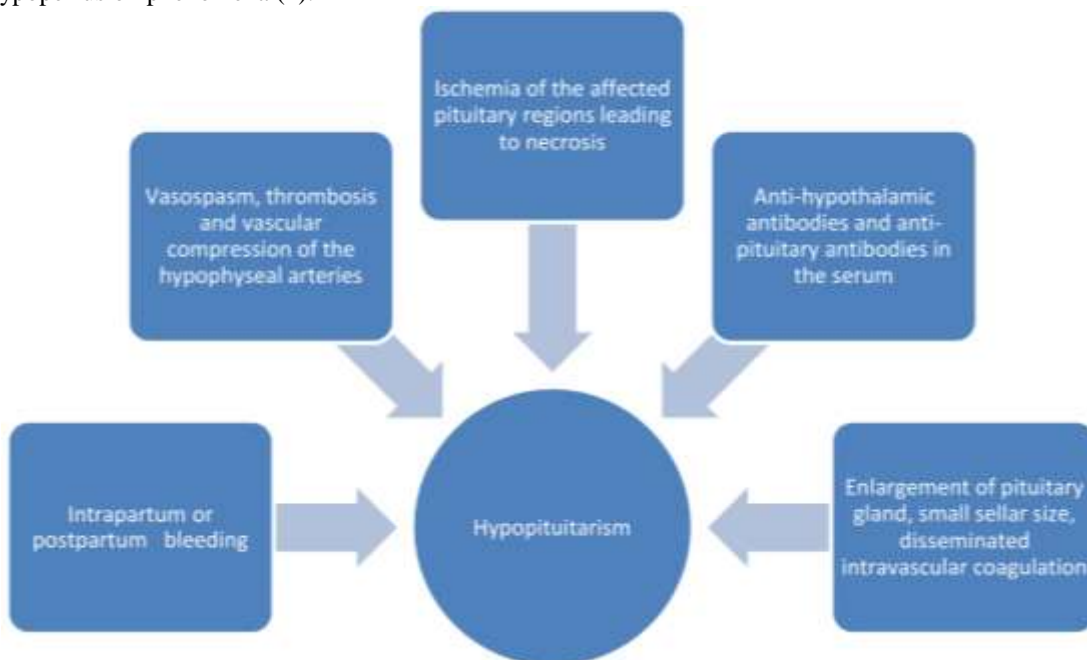 Ischemia of the affected
pituitary regions leading
to necrosis
Vasospasm, thrombosis
and vascular
compression of the
hypophyseal arteries
Anti-hypothalamic
antibodies and anti-
pituitary antibodies in
the serum
Intrapartum or
postpartum bleeding
Hypopituitarism
Enlargement of pituitary
gland, small sellar size,
disseminated
intravascular coagulation